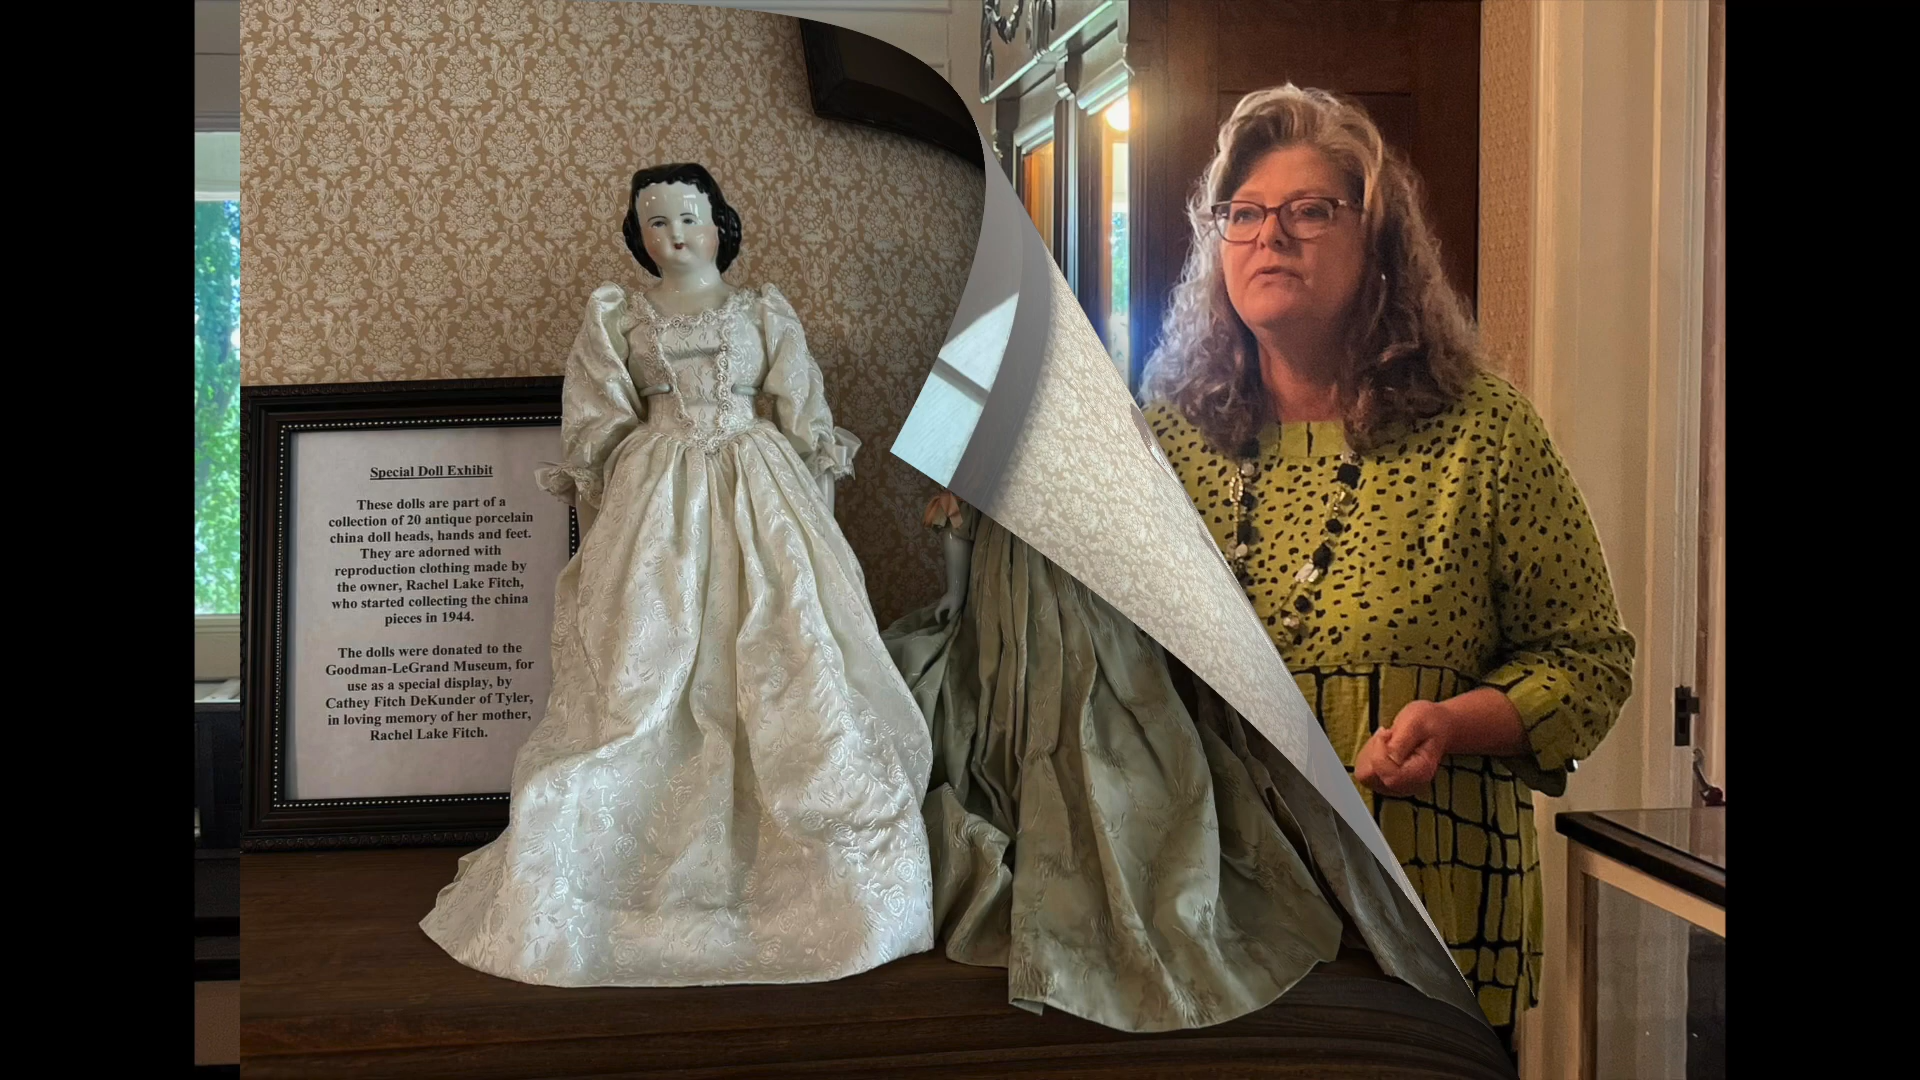 Special Doll Exhibit
These dolls are part of a
collection of 20 antique porcelain
china doll heads, hands and feet.
They are adorned with
reproduction clothing made by
the owner, Rachel Lake Fitch,
who started collecting the china
pieces in 1944.
The dolls were donated to the
Goodman-LeGrand Museum, for
use as a special display, by
Cathey Fitch DeKunder of Tyler,
in loving memory of her mother,
Rachel Lake Fitch.